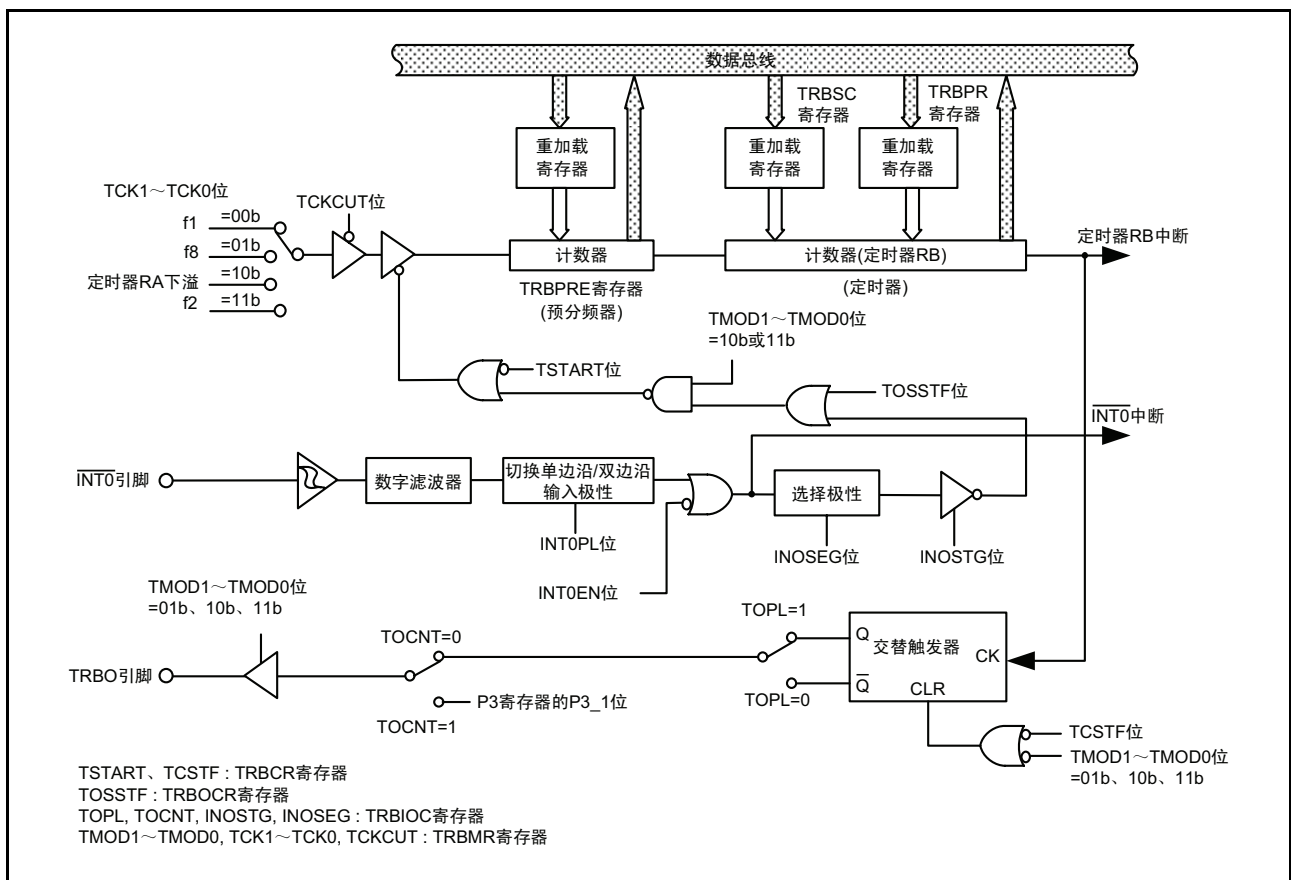 数据总线
TRBSC
寄存器
TRBPR
寄存器
重加载
寄存器
重加载
寄存器
重加载
寄存器
TCK1～TCK0位
f1
=00b
f8
=01b
定时器RA下溢
=10b
f2
=11b
TCKCUT位
计数器
TRBPRE寄存器
(预分频器)
计数器(定时器RB)
(定时器)
定时器RB中断
TMOD1～TMOD0位
=10b或11b
TSTART位
TOSSTF位
INT0中断
INT0引脚
数字滤波器
切换单边沿/双边沿
输入极性
选择极性
INT0PL位
INT0EN位
INOSEG位
INOSTG位
TMOD1～TMOD0位
=01b、10b、11b
TRBO引脚
TOCNT=0
P3寄存器的P3_1位
TOCNT=1
TOPL=1
TOPL=0
Q
交替触发器
CK
Q
CLR
TCSTF位
TMOD1～TMOD0位
=01b、10b、11b
TSTART、TCSTF : TRBCR寄存器
TOSSTF : TRBOCR寄存器
TOPL, TOCNT, INOSTG, INOSEG : TRBIOC寄存器
TMOD1～TMOD0, TCK1～TCK0, TCKCUT : TRBMR寄存器